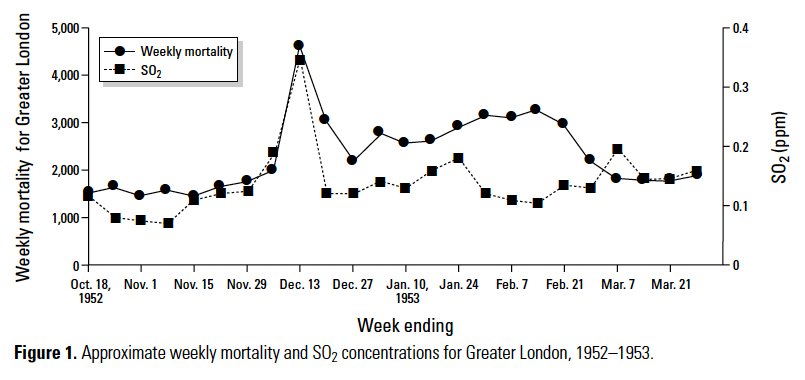 5,000
4,000
3,000
2,000
1,000
0
Weekly mortality for Greater London
Weekly mortality
SO2
0.4
0.3
0.2
0.1
0
SO2 (ppm)
Oct. 18, Nov. 1 Nov. 15 Nov. 29 Dec. 13 Dec. 27 Jan. 10, Jan. 24 Feb. 7 Feb. 21 Mar. 7 Mar. 21
1952 1953
Week ending
Figure 1. Approximate weekly mortality and SO2 concentrations for Greater London, 1952–1953.